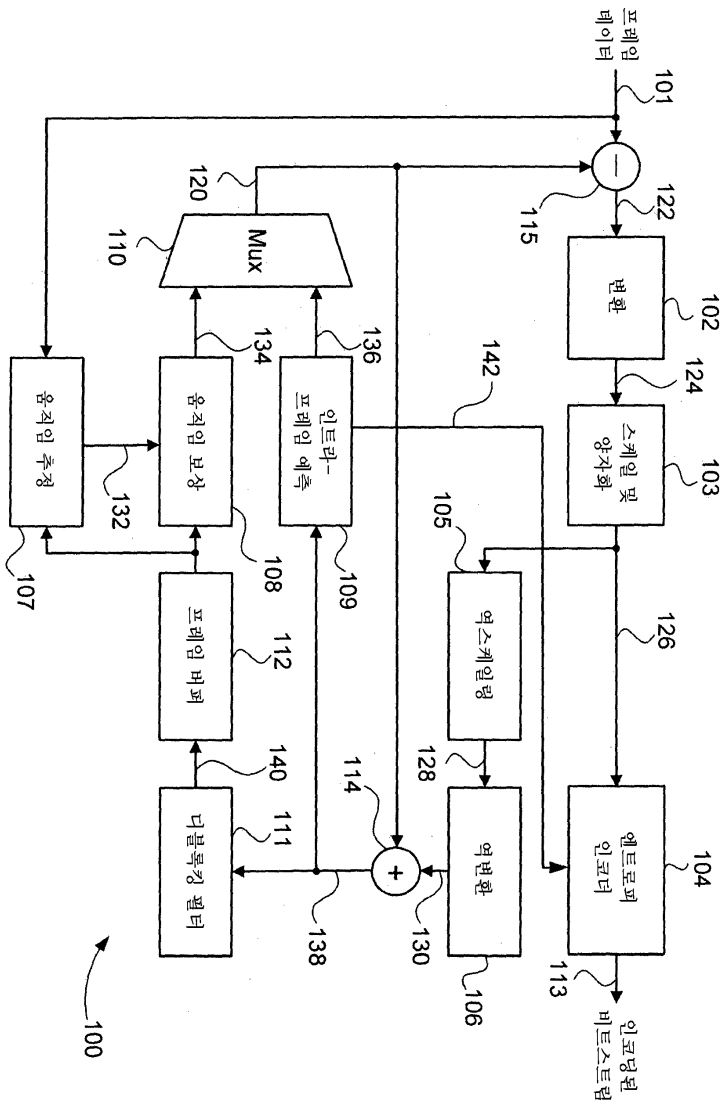 프레임
데이터
101
122
115
102
변환
124
103
스케일 및
양자화
126
104
엔트로피
인코더
113
인코딩된
비트스트림
105
역스케일링
128
역변환
106
142
114
+
130
120
110
Mux
136
인트라-
프레임 예측
109
138
134
움직임 보상
108
112
프레임 버퍼
140
111
디블록킹 필터
움직임 추정
132
107
100